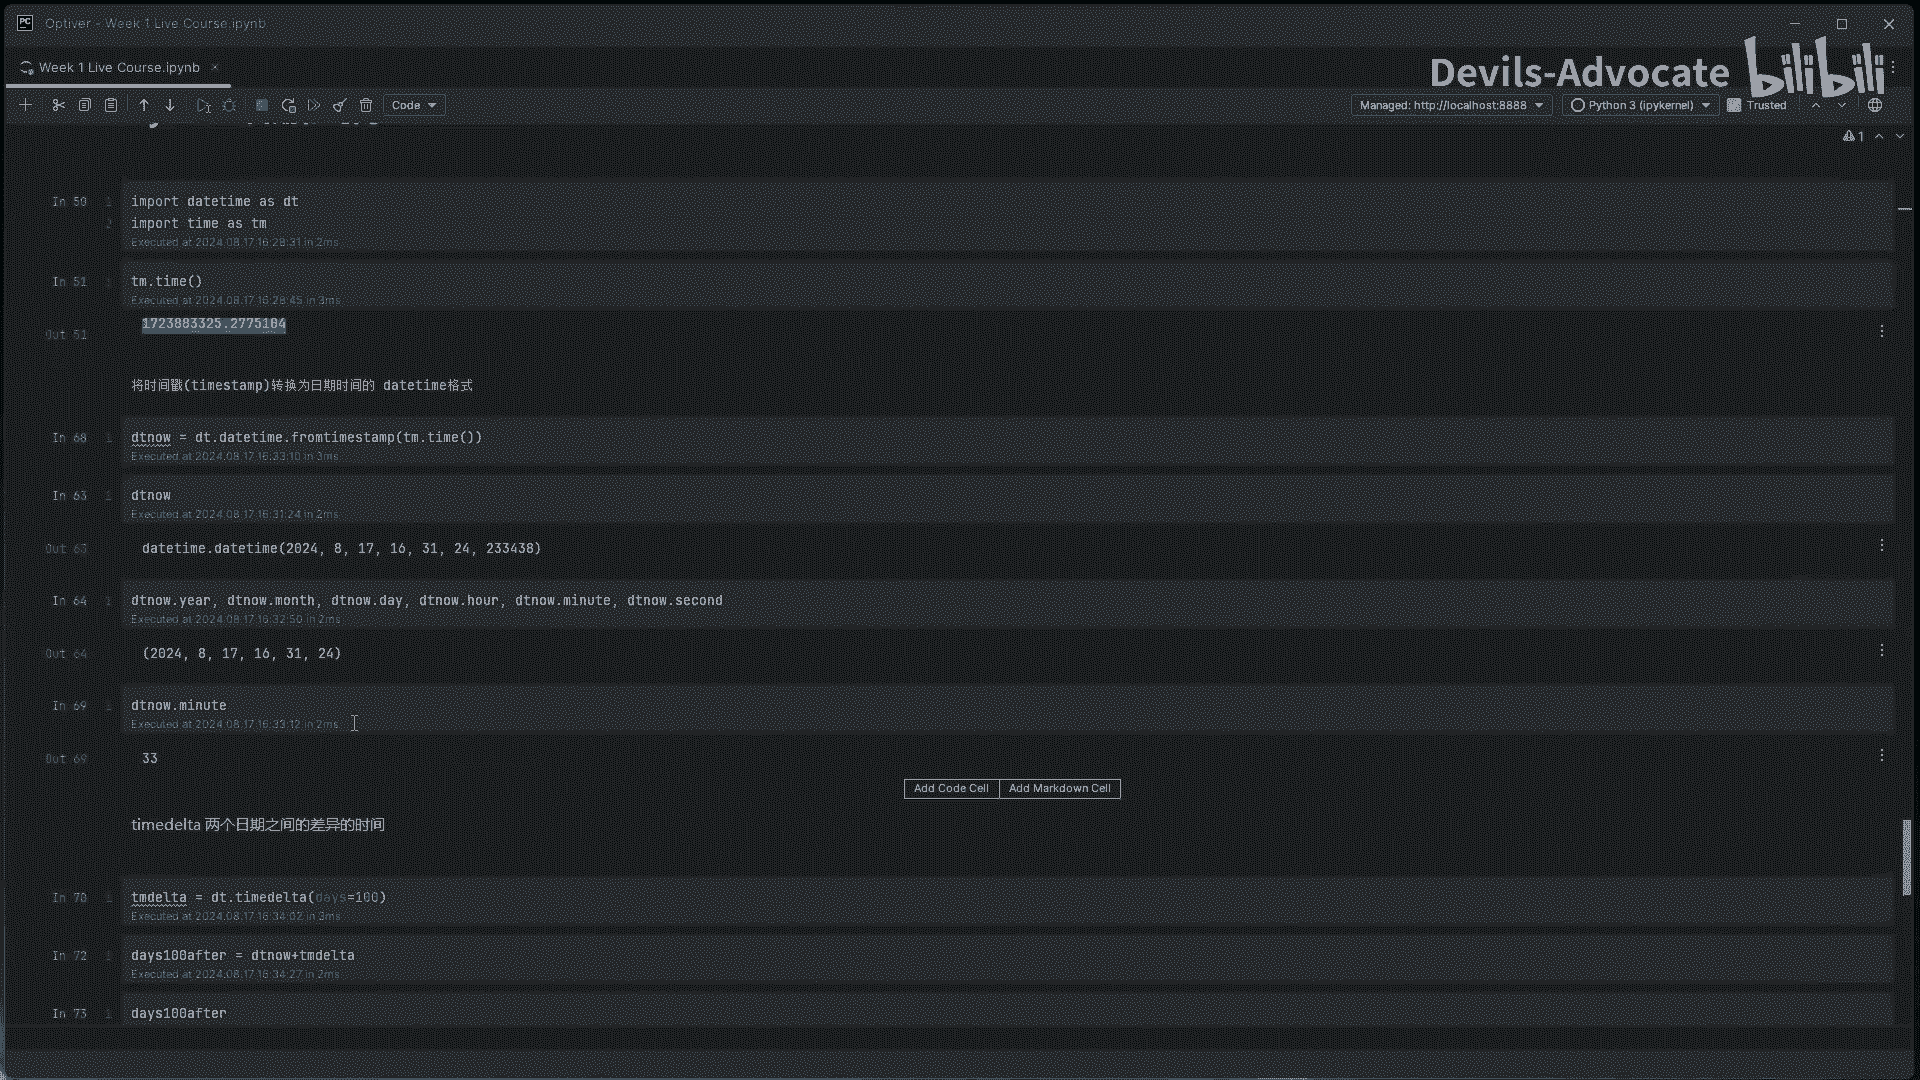 Optiver - Week 1 Live Course.ipynb
Week 1 Live Course.ipynb
Devils-Advocate bilibili
Code
Managed: http://localhost:8888
Python 3 (ipykernel)
Trusted
1
In 50
1 import datetime as dt
2 import time as tm
Executed at 2024.08.17 16:28:31 in 2ms
In 51
1 tm.time()
Executed at 2024.08.17 16:28:45 in 3ms
Out 51
1723883325.2775104
将时间戳(timestamp)转换为日期时间的 datetime格式
In 68
1 dtnow = dt.datetime.fromtimestamp(tm.time())
Executed at 2024.08.17 16:33:10 in 3ms
In 63
1 dtnow
Executed at 2024.08.17 16:31:24 in 2ms
Out 63
datetime.datetime(2024, 8, 17, 16, 31, 24, 233438)
In 64
1 dtnow.year, dtnow.month, dtnow.day, dtnow.hour, dtnow.minute, dtnow.second
Executed at 2024.08.17 16:32:50 in 2ms
Out 64
(2024, 8, 17, 16, 31, 24)
In 69
1 dtnow.minute
Executed at 2024.08.17 16:33:12 in 2ms
Out 69
33
Add Code Cell
Add Markdown Cell
timedelta 两个日期之间的差异的时间
In 70
1 tmdelta = dt.timedelta(days=100)
Executed at 2024.08.17 16:34:02 in 3ms
In 72
1 days100after = dtnow+tmdelta
Executed at 2024.08.17 16:34:27 in 2ms
In 73
1 days100after